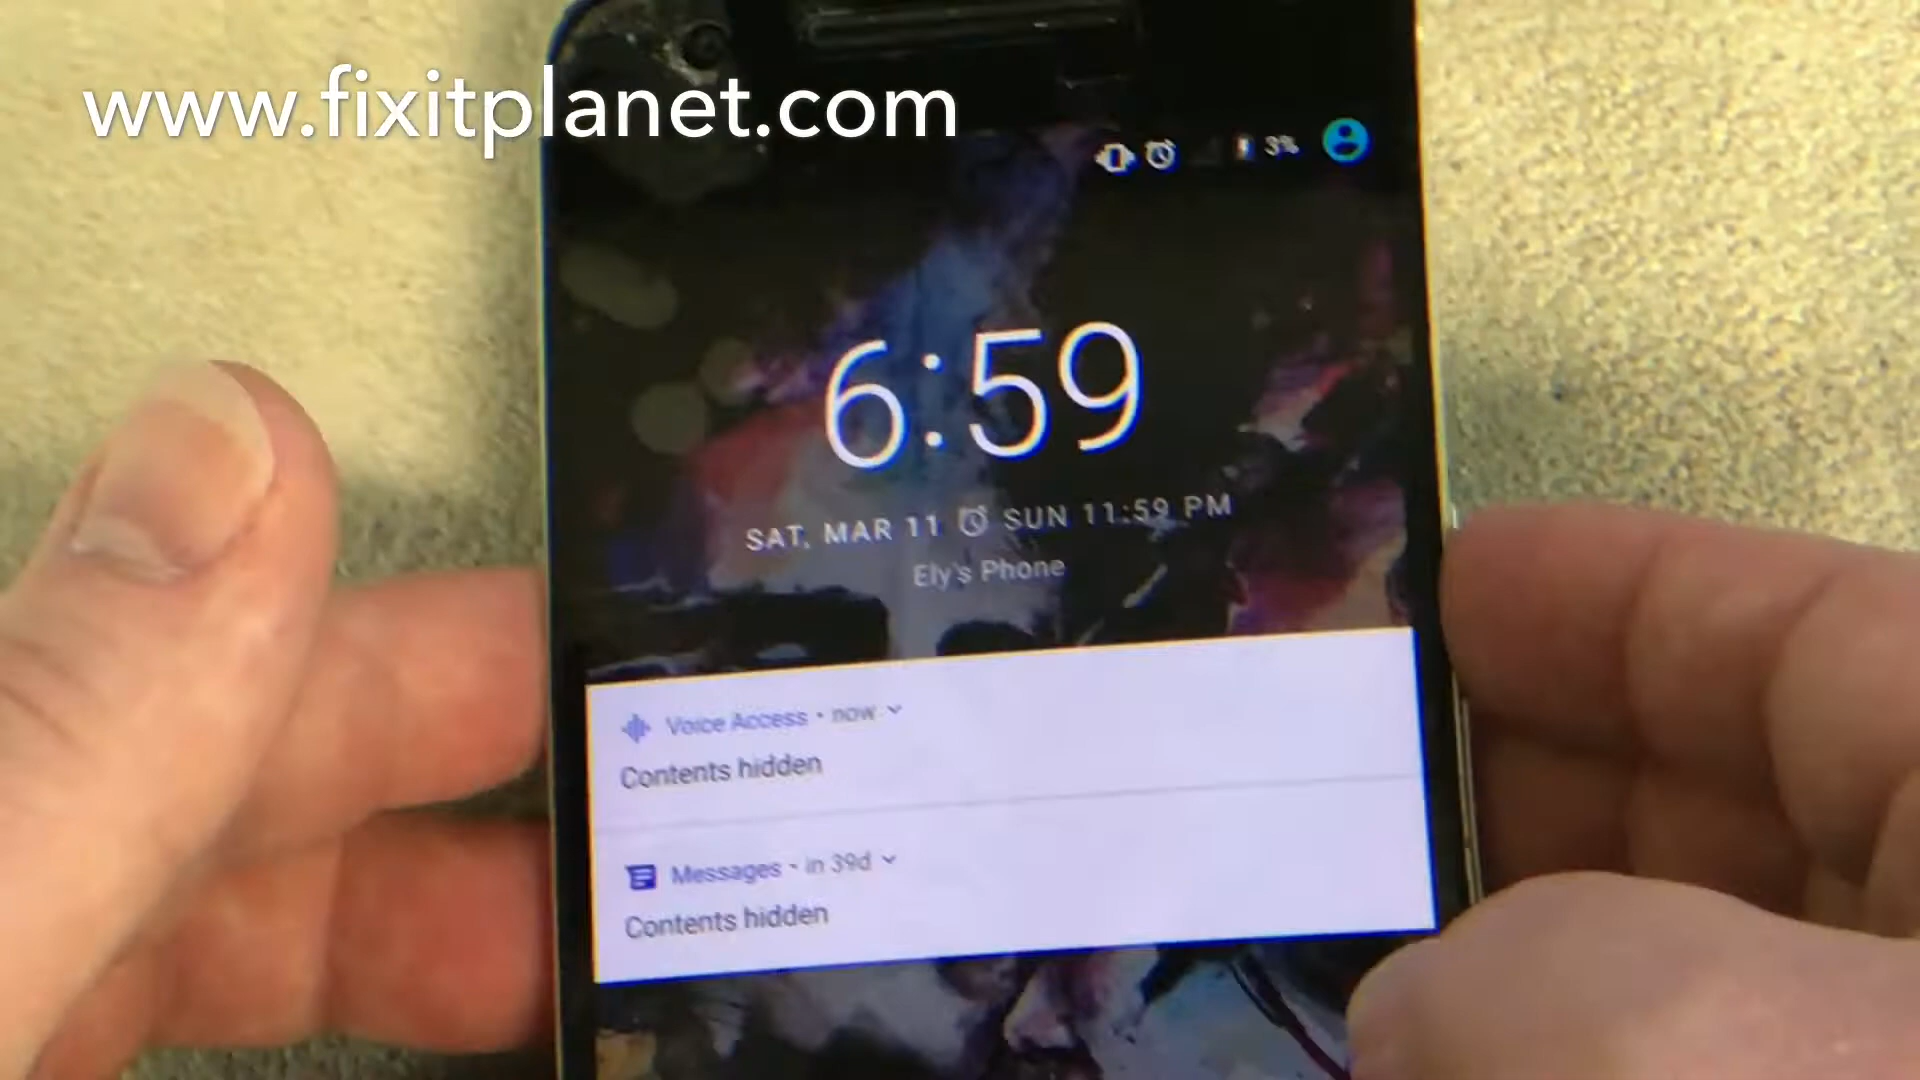 www.fixitplanet.com
3%
6:59
SAT, MAR 11 SUN 11:59 PM
Ely's Phone
Voice Access • now
Contents hidden
Messages • in 39d
Contents hidden